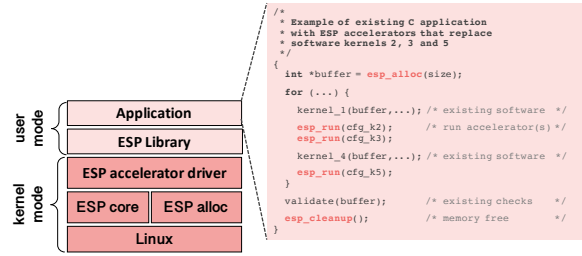 user mode
kernel mode
Application
ESP Library
ESP accelerator driver
ESP core
ESP alloc
Linux
/*
* Example of existing C application
* with ESP accelerators that replace
* software kernels 2, 3 and 5
*/
{
int *buffer = esp_alloc(size);
for (...) {
kernel_1(buffer,...); /* existing software */
esp_run(cfg_k2); /* run accelerator(s) */
esp_run(cfg_k3);
kernel_4(buffer,...); /* existing software */
esp_run(cfg_k5);
}
validate(buffer); /* existing checks */
esp_cleanup(); /* memory free */
}